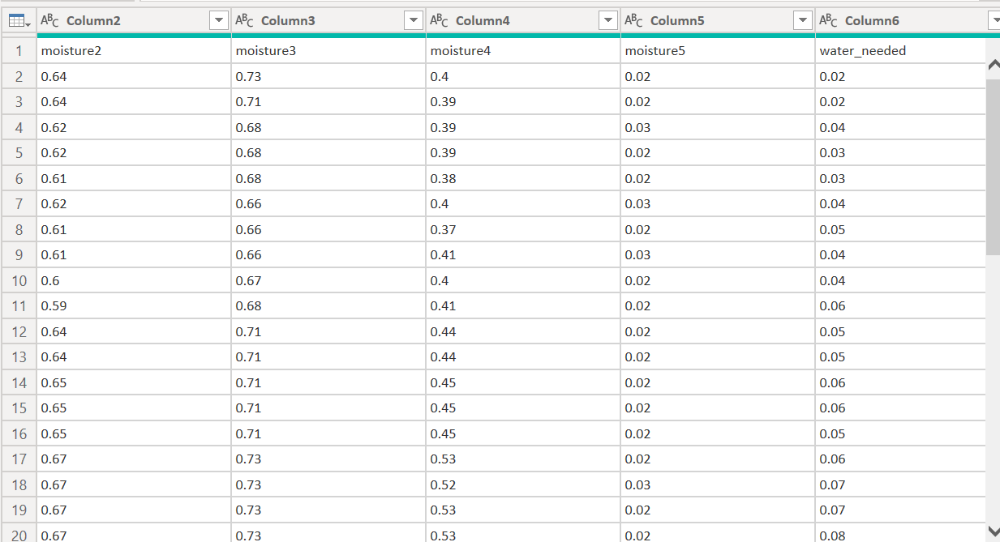 ABC Column2 ABC Column3 ABC Column4 ABC Column5 ABC Column6
1 moisture2 moisture3 moisture4 moisture5 water_needed
2 0.64 0.73 0.4 0.02 0.02
3 0.64 0.71 0.39 0.02 0.02
4 0.62 0.68 0.39 0.03 0.04
5 0.62 0.68 0.39 0.02 0.03
6 0.61 0.68 0.38 0.02 0.03
7 0.62 0.66 0.4 0.03 0.04
8 0.61 0.66 0.37 0.02 0.05
9 0.61 0.66 0.41 0.03 0.04
10 0.6 0.67 0.4 0.02 0.04
11 0.59 0.68 0.41 0.02 0.06
12 0.64 0.71 0.44 0.02 0.05
13 0.64 0.71 0.44 0.02 0.05
14 0.65 0.71 0.45 0.02 0.06
15 0.65 0.71 0.45 0.02 0.06
16 0.65 0.71 0.45 0.02 0.05
17 0.67 0.73 0.53 0.02 0.06
18 0.67 0.73 0.52 0.03 0.07
19 0.67 0.73 0.53 0.02 0.07
20 0.67 0.73 0.53 0.02 0.08